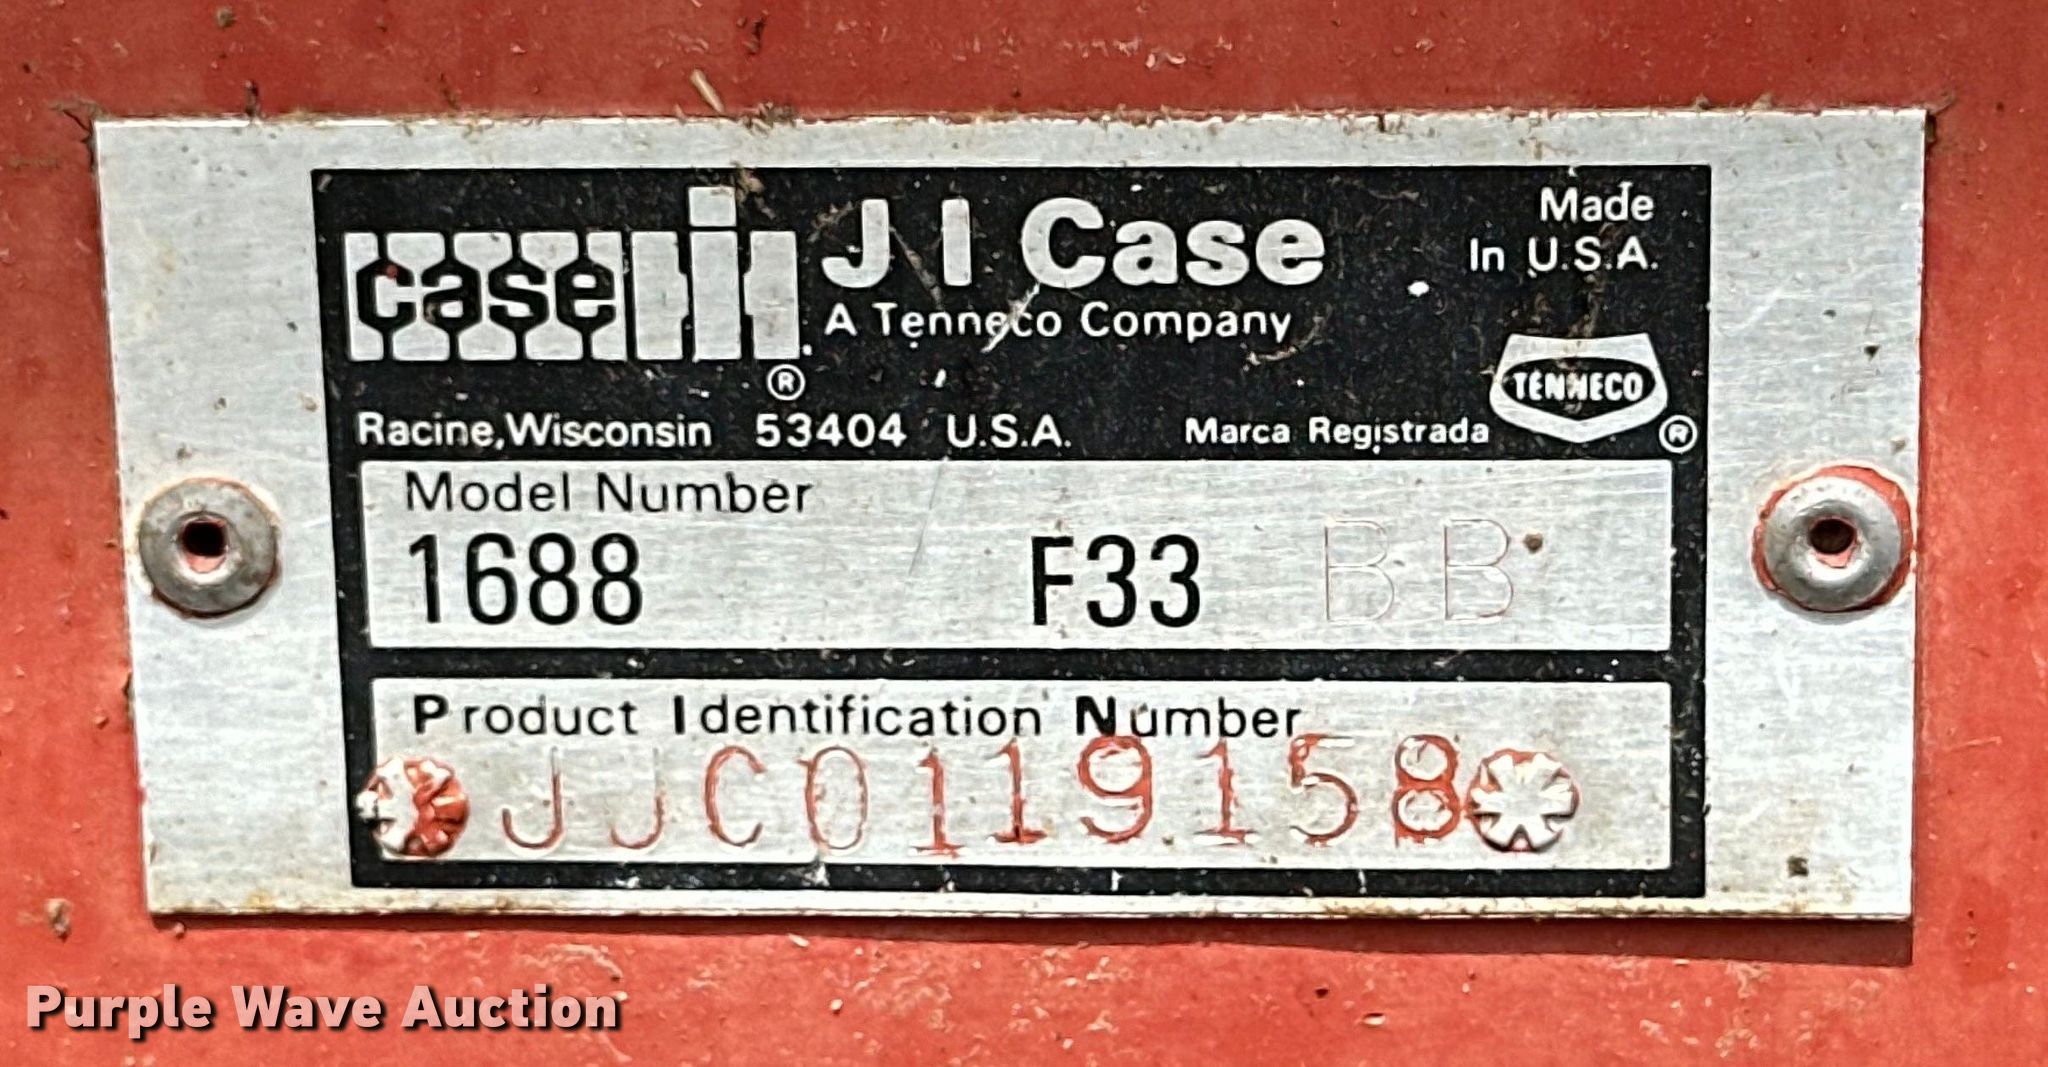 case ih ®
J I Case
A Tenneco Company
Made
In U.S.A.
TENNECO
Racine, Wisconsin 53404 U.S.A.
Marca Registrada ®
Model Number
1688 F33 BB
Product Identification Number
JJC0119158
Purple Wave Auction